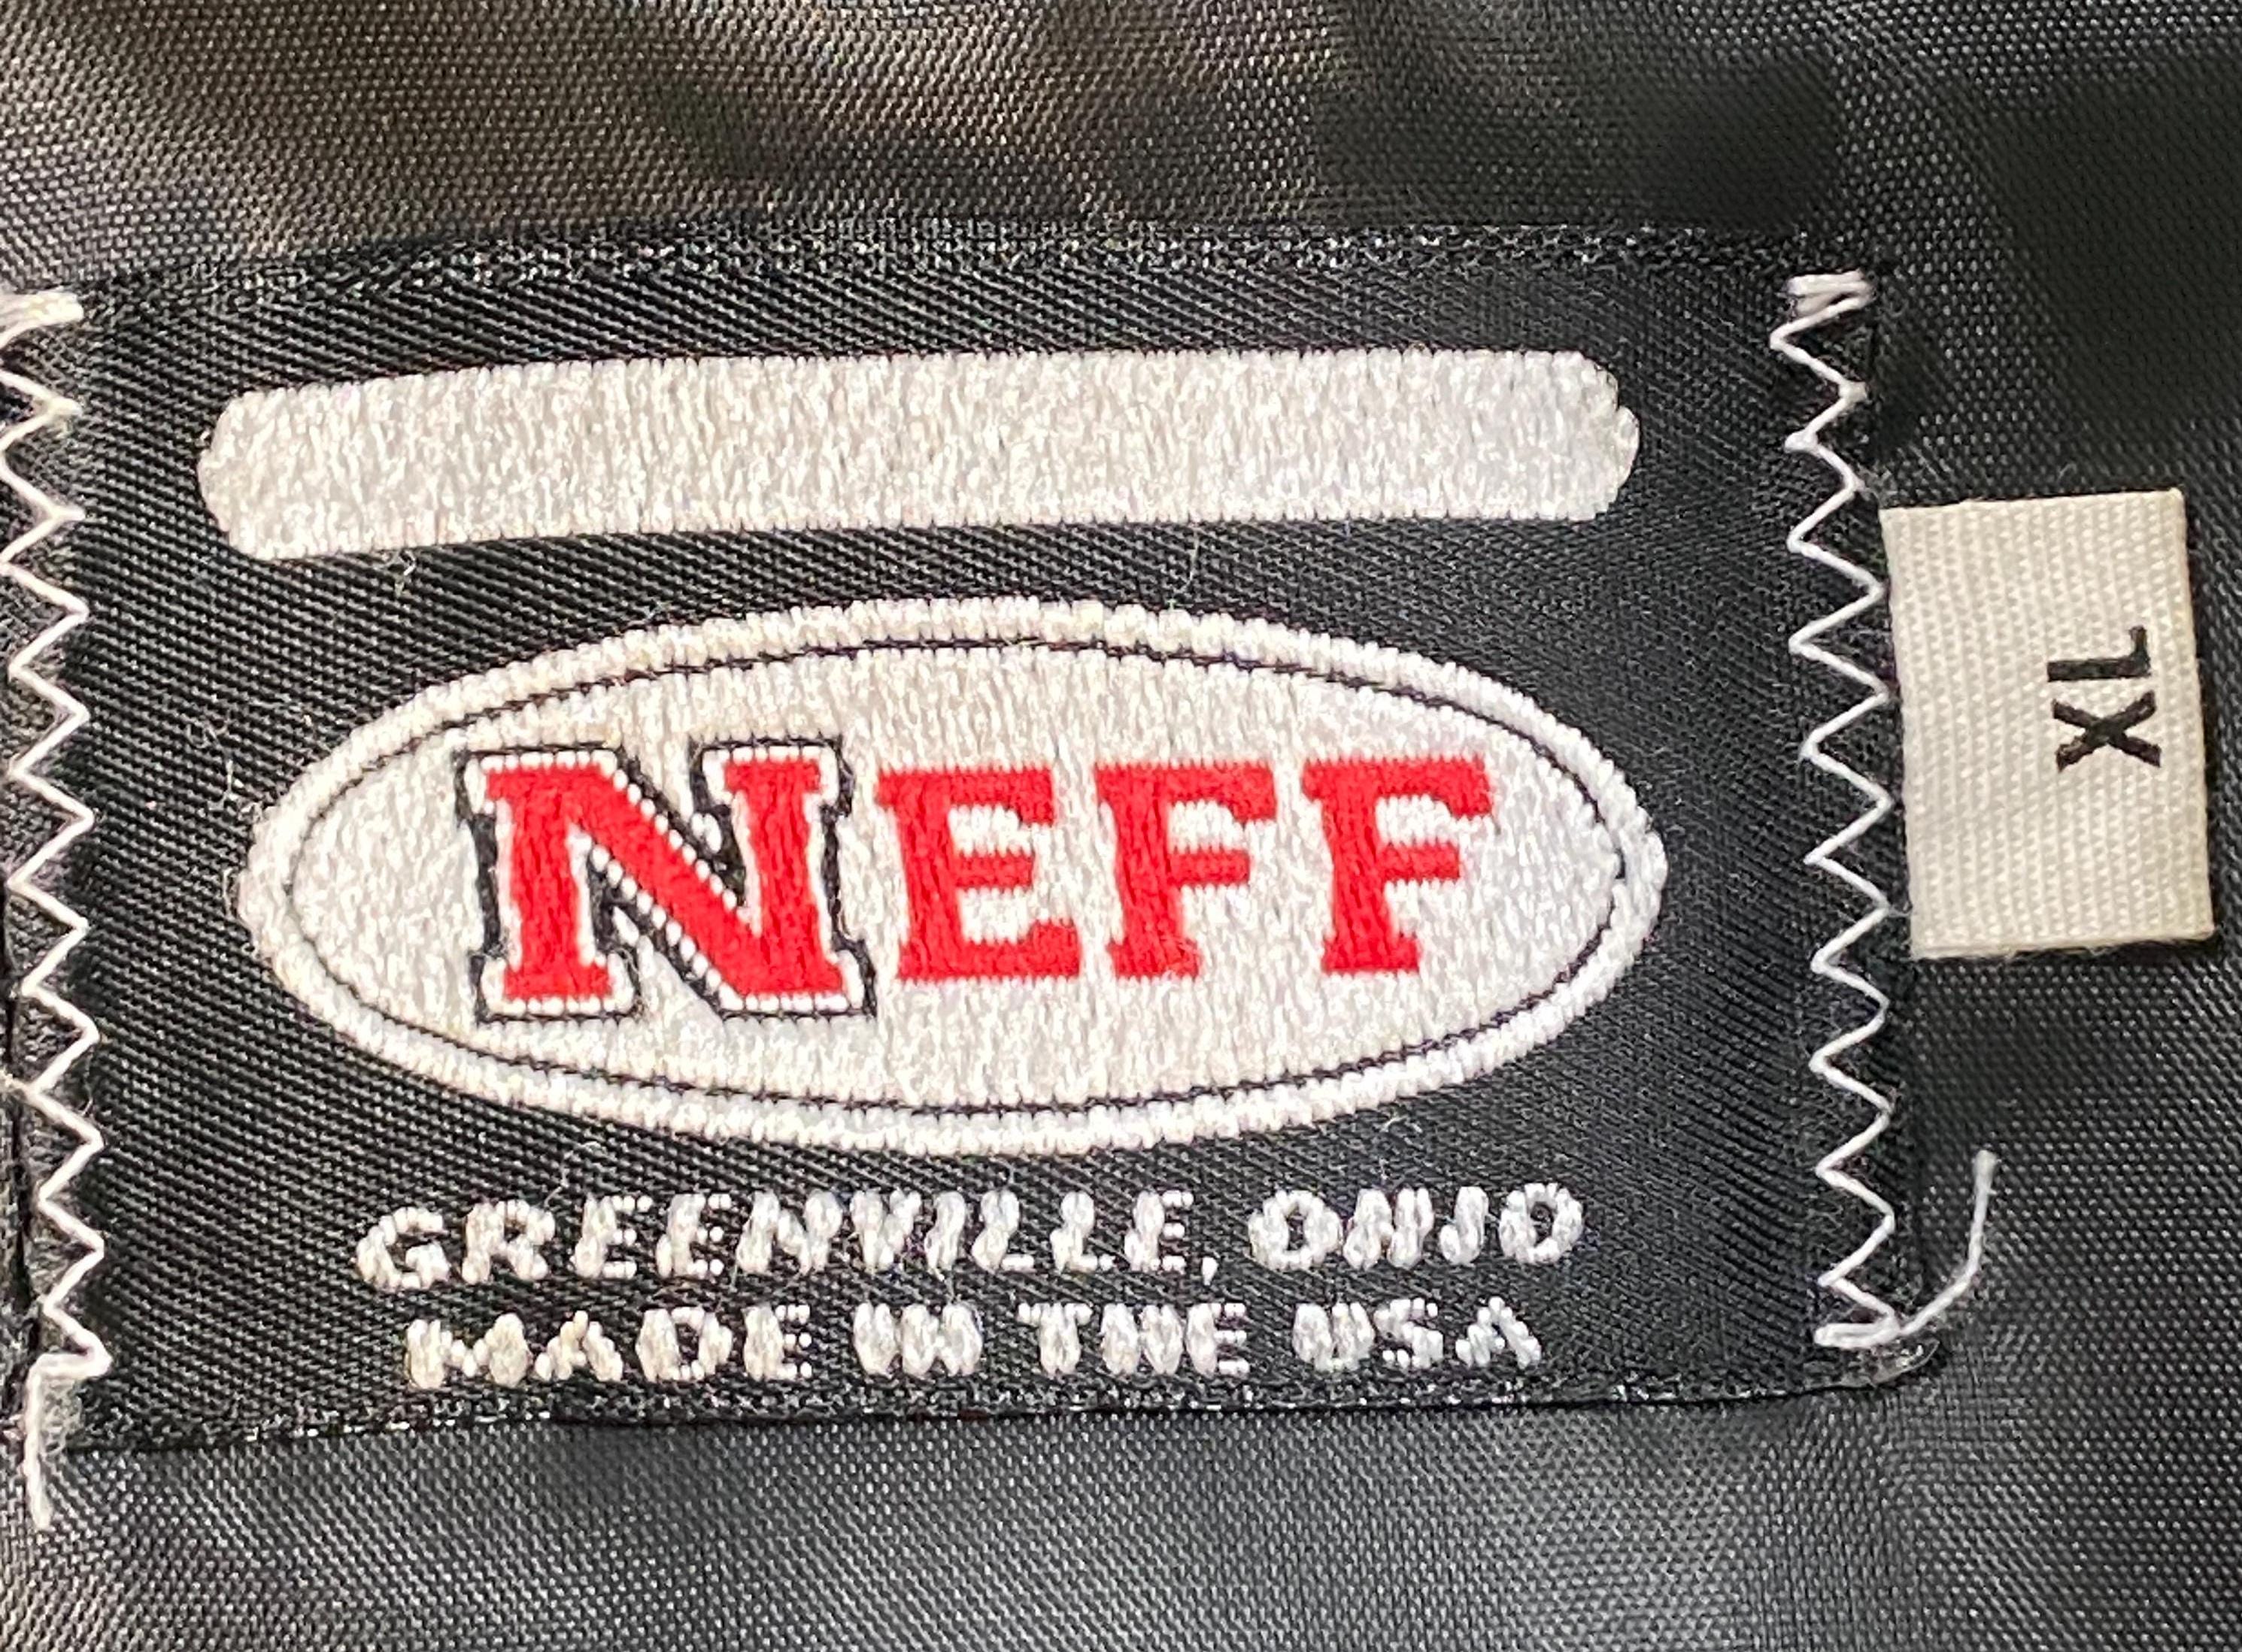 NEFF
XL
GREENVILLE, OHIO
MADE IN THE USA